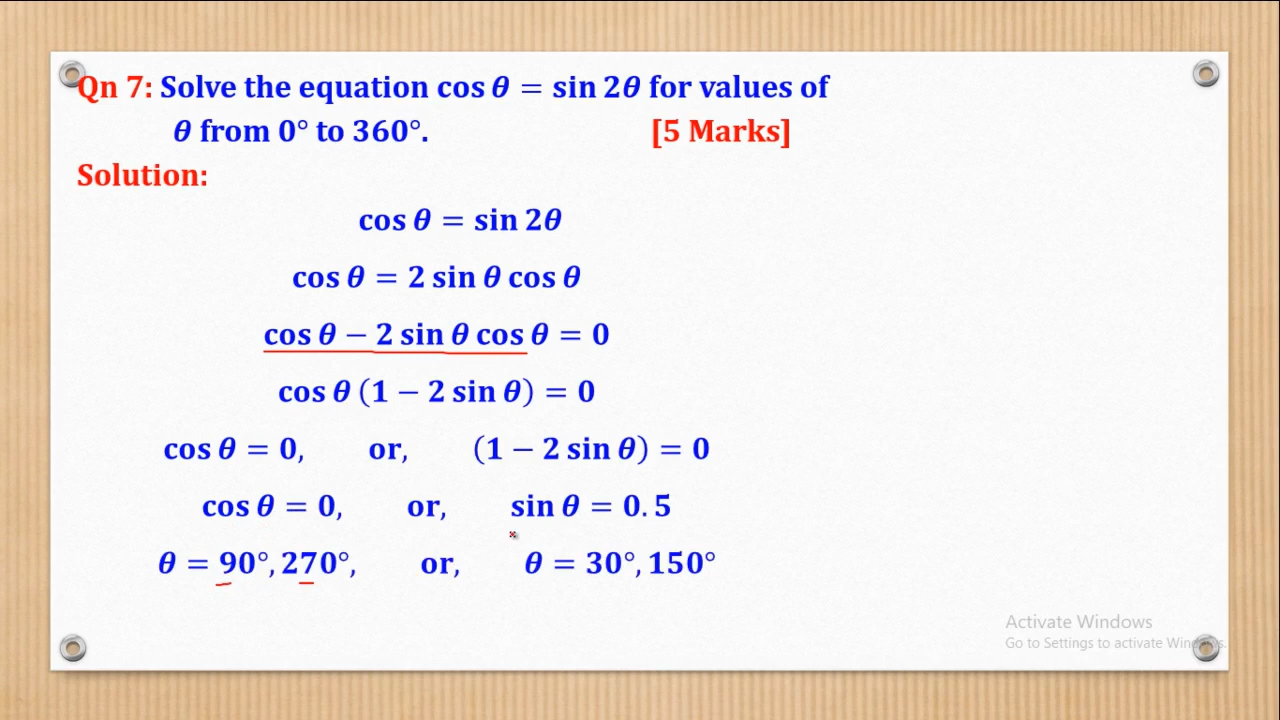 Qn 7: Solve the equation cos θ = sin 2θ for values of
θ from 0° to 360°. [5 Marks]
Solution:
cos θ = sin 2θ
cos θ = 2 sin θ cos θ
cos θ − 2 sin θ cos θ = 0
cos θ (1 − 2 sin θ) = 0
cos θ = 0, or, (1 − 2 sin θ) = 0
cos θ = 0, or, sin θ = 0.5
θ = 90°, 270°, or, θ = 30°, 150°
Activate Windows
Go to Settings to activate Windows.